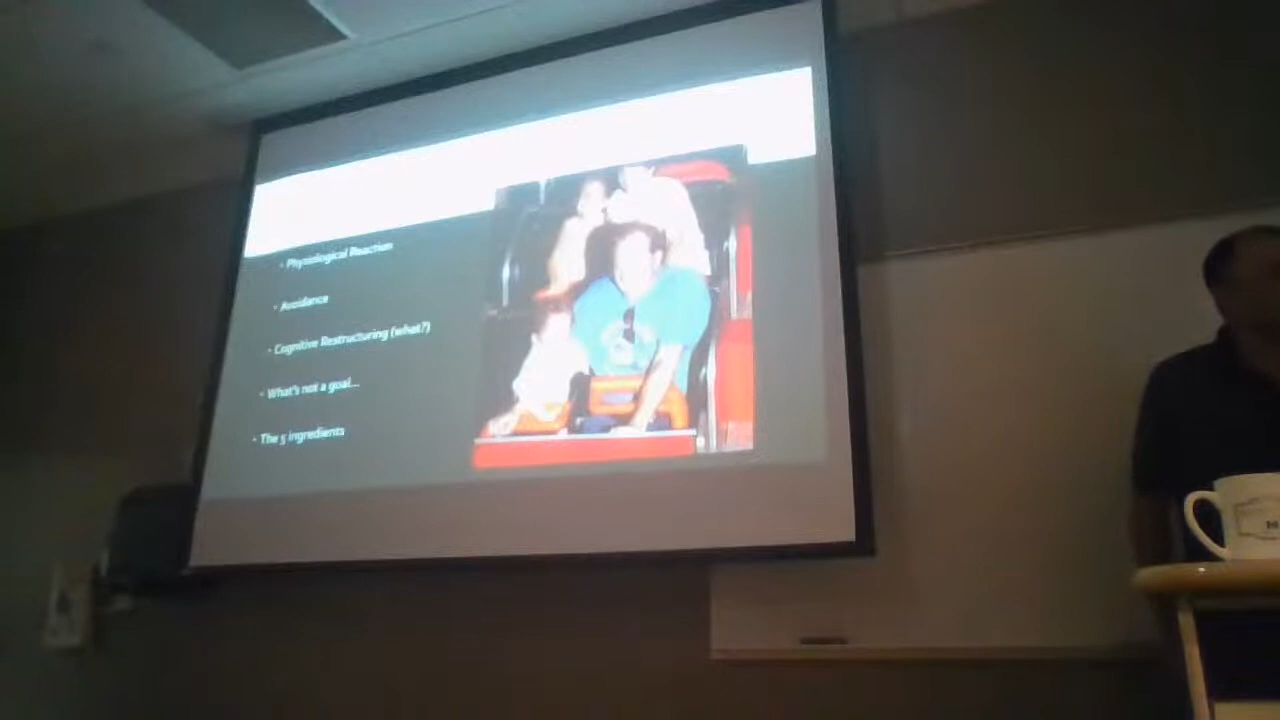 Physiological Reaction
Avoidance
Cognitive Restructuring (what?)
What's not a goal...
The 5 ingredients